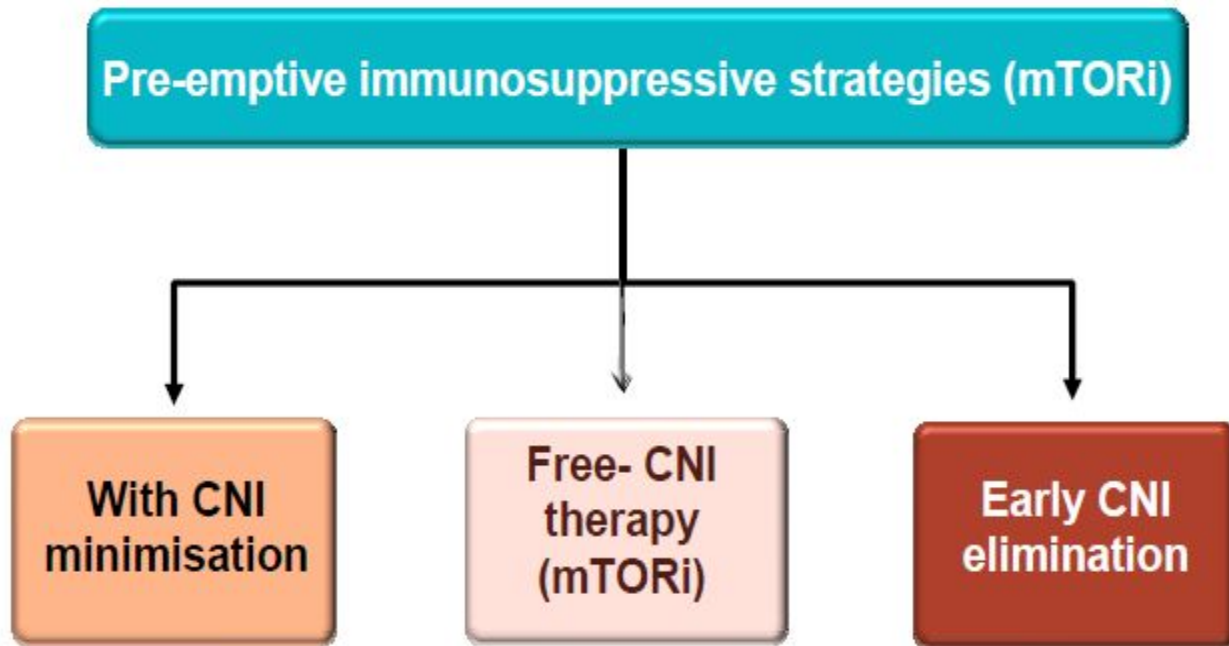 Pre-emptive immunosuppressive strategies (mTORi)
With CNI
minimisation
Free- CNI
therapy
(mTORi)
Early CNI
elimination